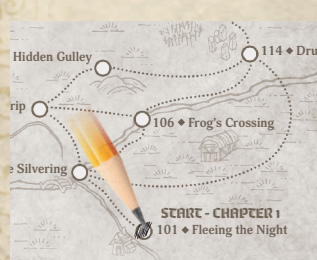 114 ◆ Dru
Hidden Gulley
rip
106 ◆ Frog's Crossing
e Silvering
START - CHAPTER 1
101 ◆ Fleeing the Night